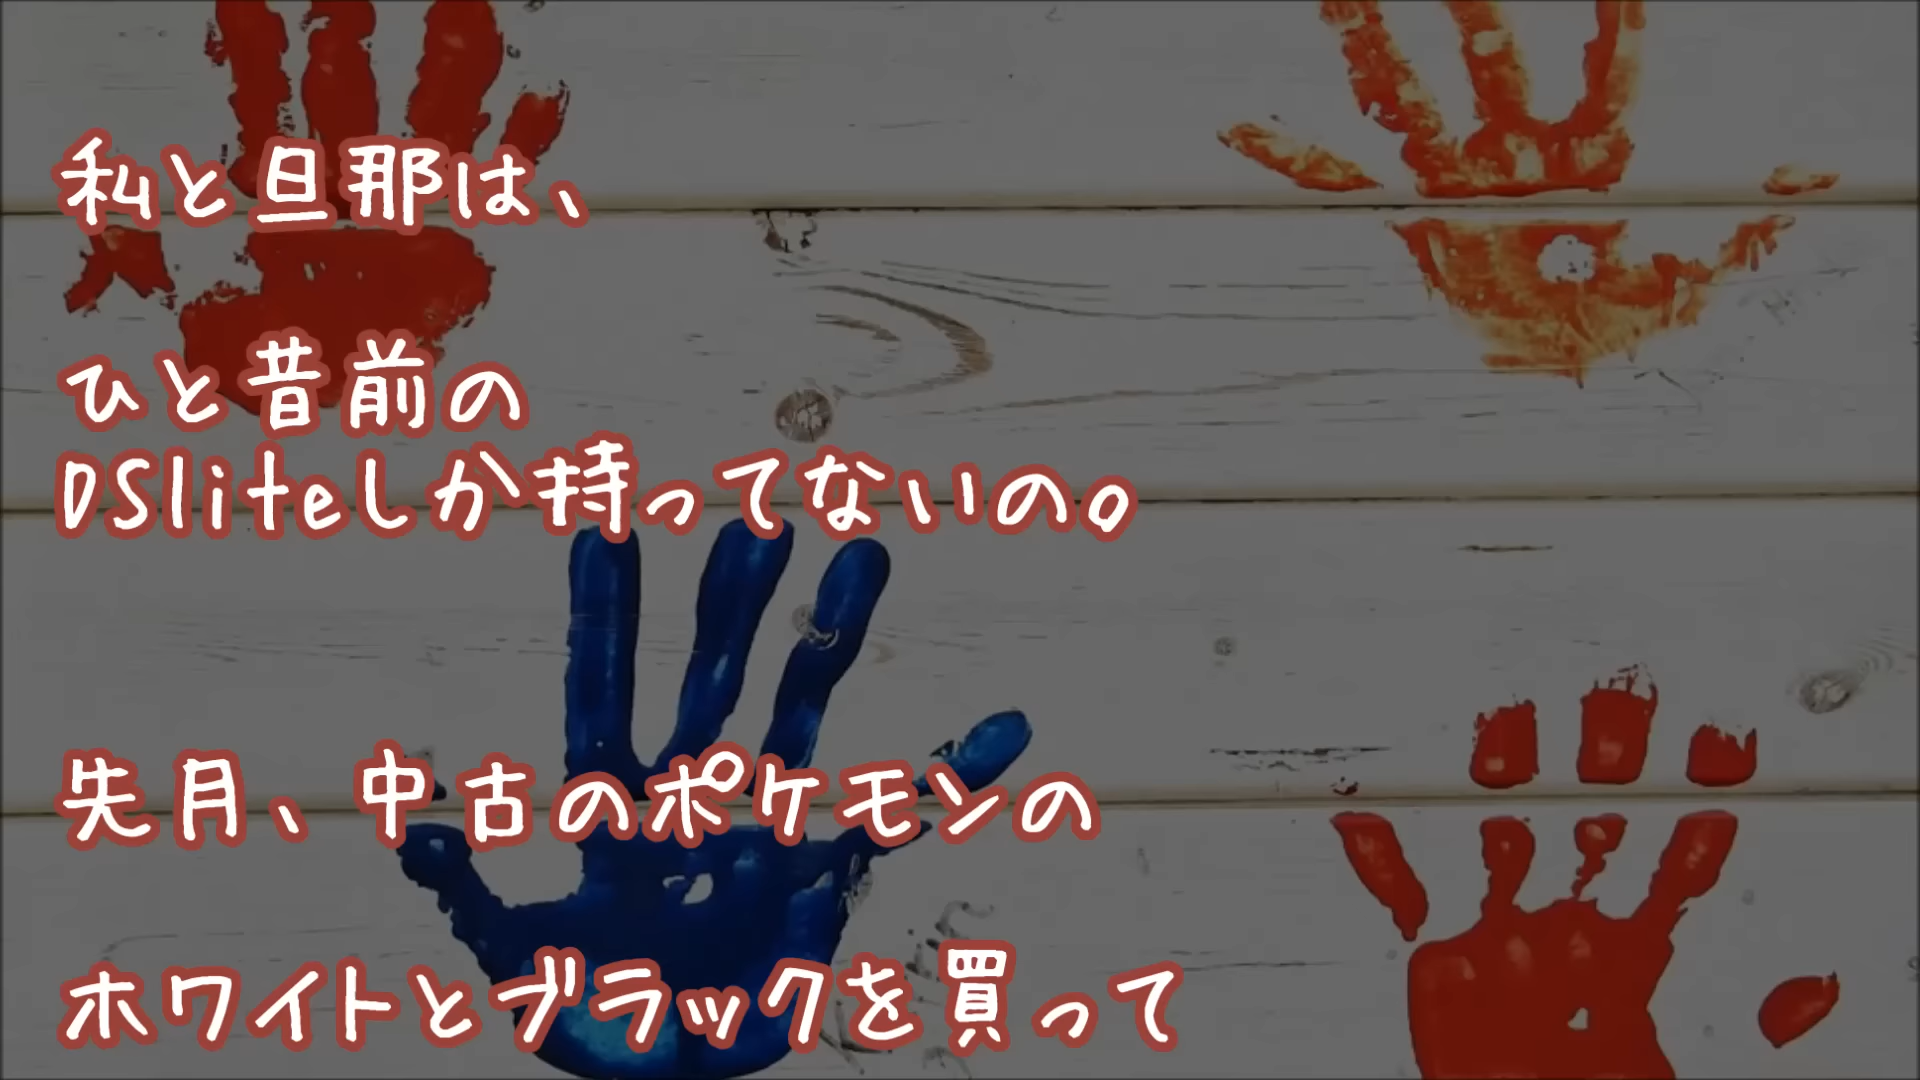 私と旦那は、
ひと昔前の
DSliteしか持ってないの。
先月、中古のポケモンの
ホワイトとブラックを買って